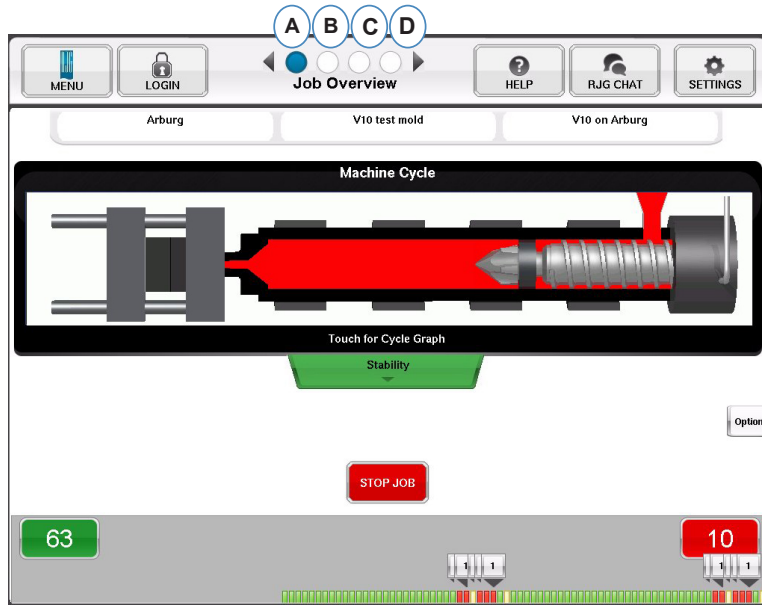 A B C D
MENU LOGIN Job Overview HELP RJG CHAT SETTINGS
Arburg V10 test mold V10 on Arburg
Machine Cycle
Touch for Cycle Graph
Stability
Option
STOP JOB
63 10
1 1 1 1